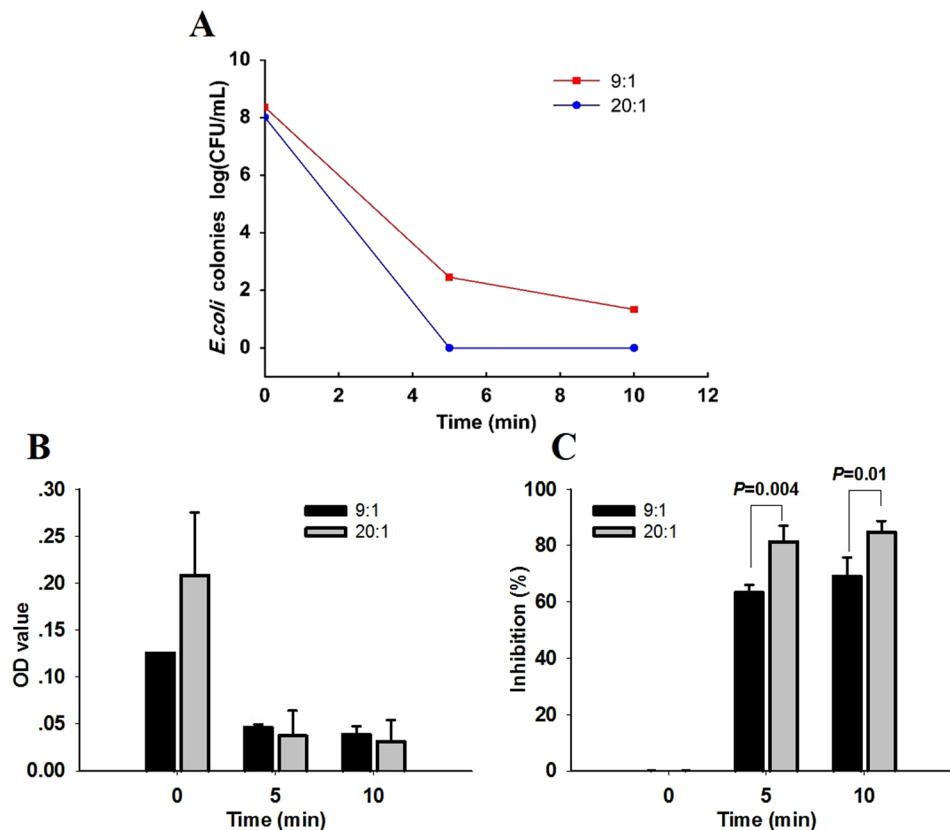 A
10
8
6
4
2
0
E.coli colonies log(CFU/mL)
9:1
20:1
0 2 4 6 8 10 12
Time (min)
B
.30
.25
.20
.15
.10
.05
0.00
OD value
9:1
20:1
0 5 10
Time (min)
C
100
80
60
40
20
0
Inhibition (%)
9:1
20:1
P=0.004
P=0.01
0 5 10
Time (min)